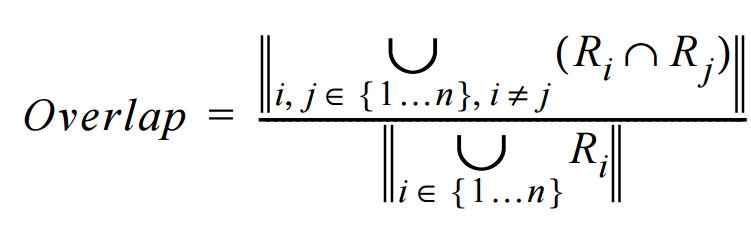 Overlap = ‖∪ i, j ∈ {1...n}, i ≠ j (R_i ∩ R_j)‖ / ‖∪ i ∈ {1...n} R_i‖